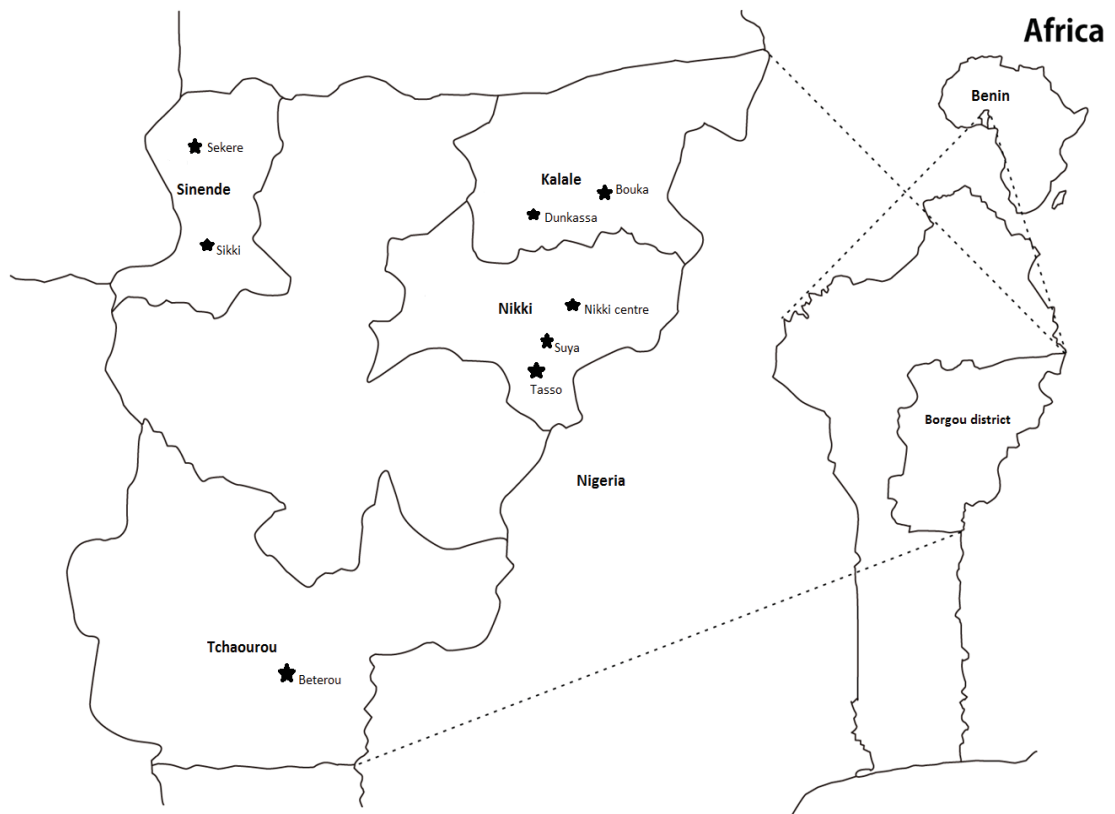 Africa
Benin
Sekere
Sinende
Sikki
Kalale
Bouka
Dunkassa
Nikki
Nikki centre
Suya
Tasso
Borgou district
Nigeria
Tchaourou
Beterou